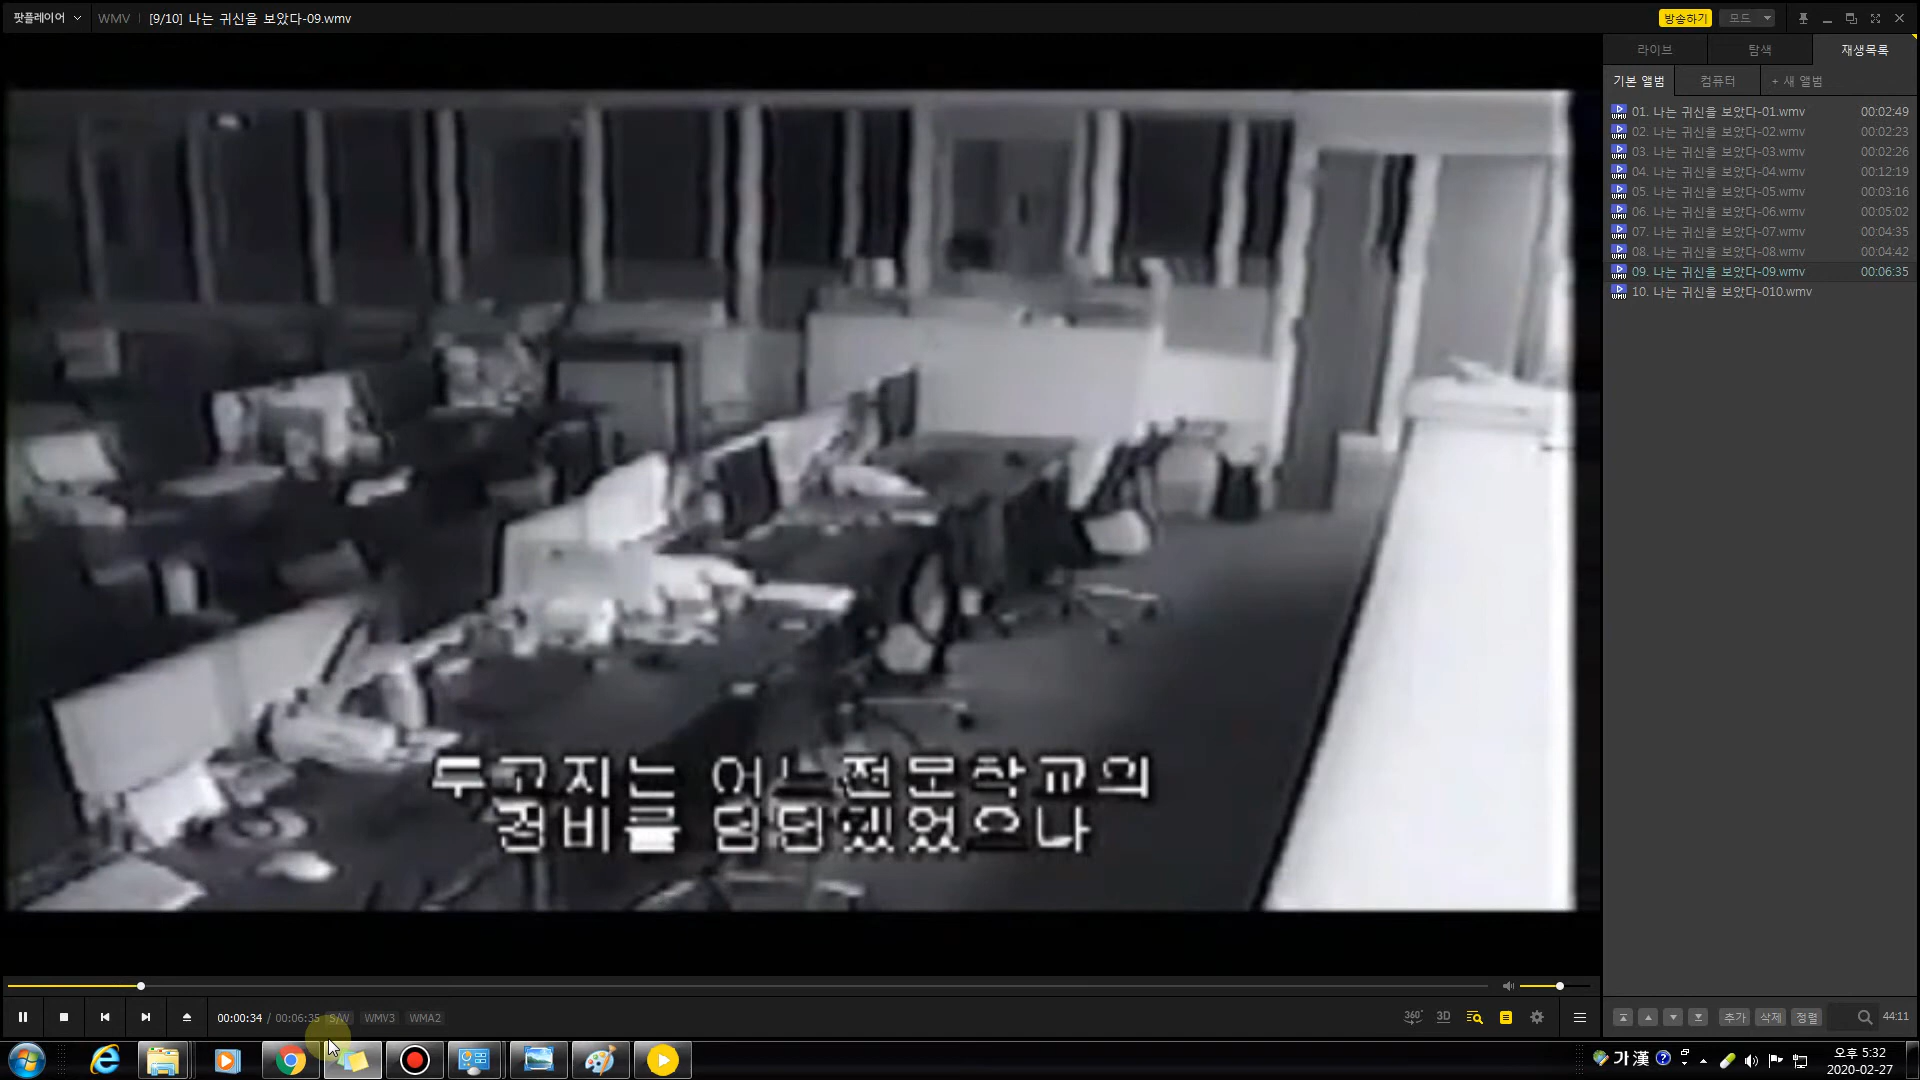 팟플레이어
WMV
[9/10] 나는 귀신을 보았다-09.wmv
방송하기
모드
라이브
탐색
재생목록
기본 앨범
컴퓨터
+ 새 앨범
01. 나는 귀신을 보았다-01.wmv 00:02:49
02. 나는 귀신을 보았다-02.wmv 00:02:23
03. 나는 귀신을 보았다-03.wmv 00:02:26
04. 나는 귀신을 보았다-04.wmv 00:12:19
05. 나는 귀신을 보았다-05.wmv 00:03:16
06. 나는 귀신을 보았다-06.wmv 00:05:02
07. 나는 귀신을 보았다-07.wmv 00:04:35
08. 나는 귀신을 보았다-08.wmv 00:04:42
09. 나는 귀신을 보았다-09.wmv 00:06:35
10. 나는 귀신을 보았다-010.wmv
어느 전문학교의
경비를
00:00:34 / 00:06:35 S/W WMV3 WMA2
360°
3D
추가
삭제
정렬
44:11
가 漢
오후 5:32
2020-02-27